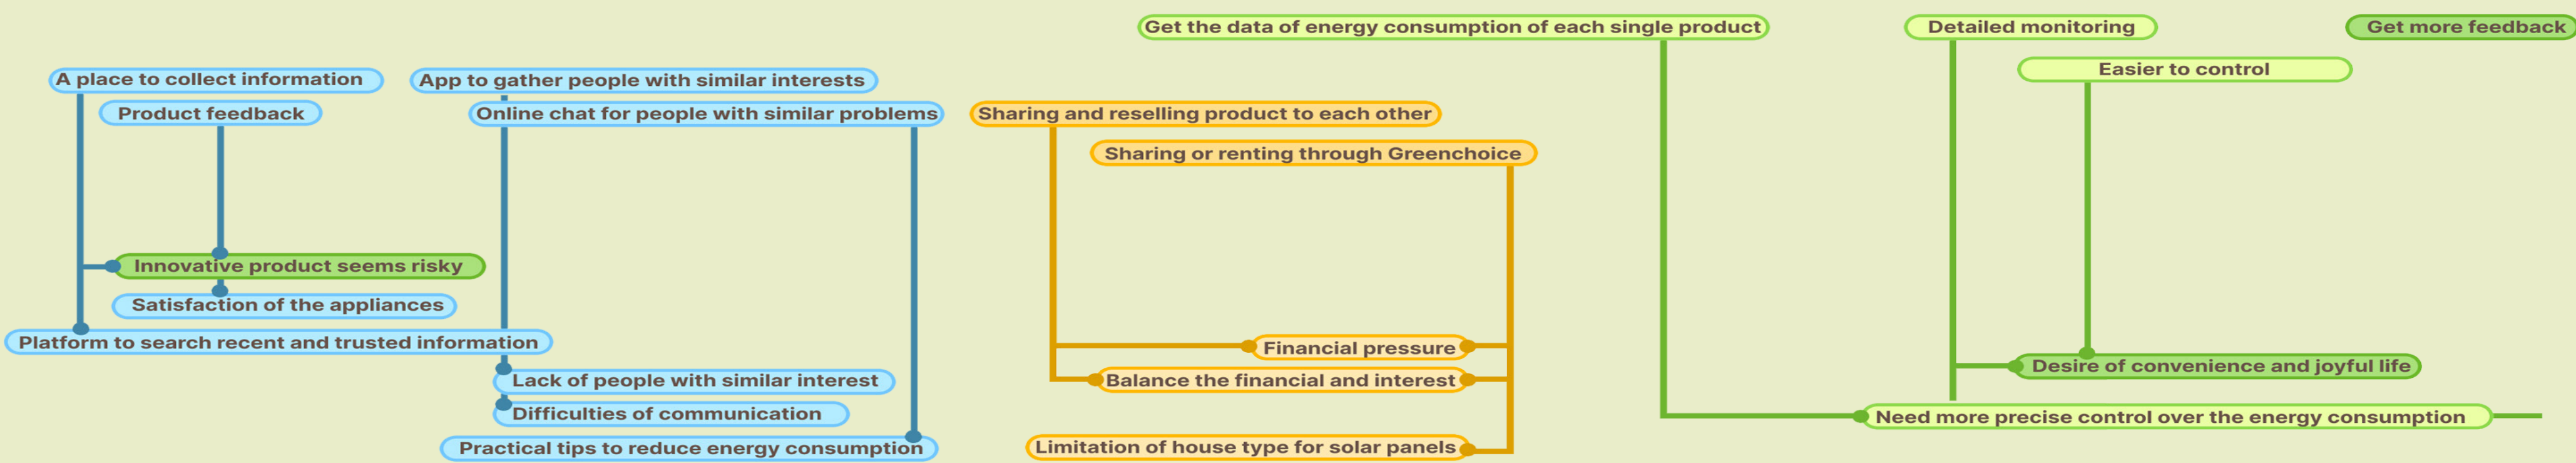 Get the data of energy consumption of each single product
Detailed monitoring
Get more feedback
Easier to control
A place to collect information
App to gather people with similar interests
Product feedback
Online chat for people with similar problems
Sharing and reselling product to each other
Sharing or renting through Greenchoice
Innovative product seems risky
Satisfaction of the appliances
Platform to search recent and trusted information
Financial pressure
Desire of convenience and joyful life
Lack of people with similar interest
Balance the financial and interest
Difficulties of communication
Need more precise control over the energy consumption
Practical tips to reduce energy consumption
Limitation of house type for solar panels